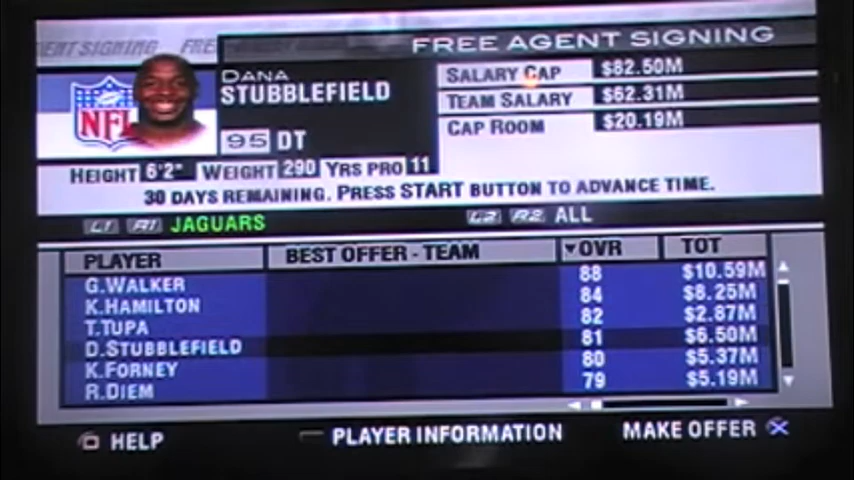 FREE AGENT SIGNING
NFL
DANA
STUBBLEFIELD
95 DT
SALARY CAP $82.50M
TEAM SALARY $62.31M
CAP ROOM $20.19M
HEIGHT 6'2" WEIGHT 290 YRS PRO 11
30 DAYS REMAINING. PRESS START BUTTON TO ADVANCE TIME.
L1 R1 JAGUARS L2 R2 ALL
PLAYER BEST OFFER - TEAM OVR TOT
G.WALKER 88 $10.59M
K.HAMILTON 84 $8.25M
T.TUPA 82 $2.87M
D.STUBBLEFIELD 81 $6.50M
K.FORNEY 80 $5.37M
R.DIEM 79 $5.19M
HELP PLAYER INFORMATION MAKE OFFER